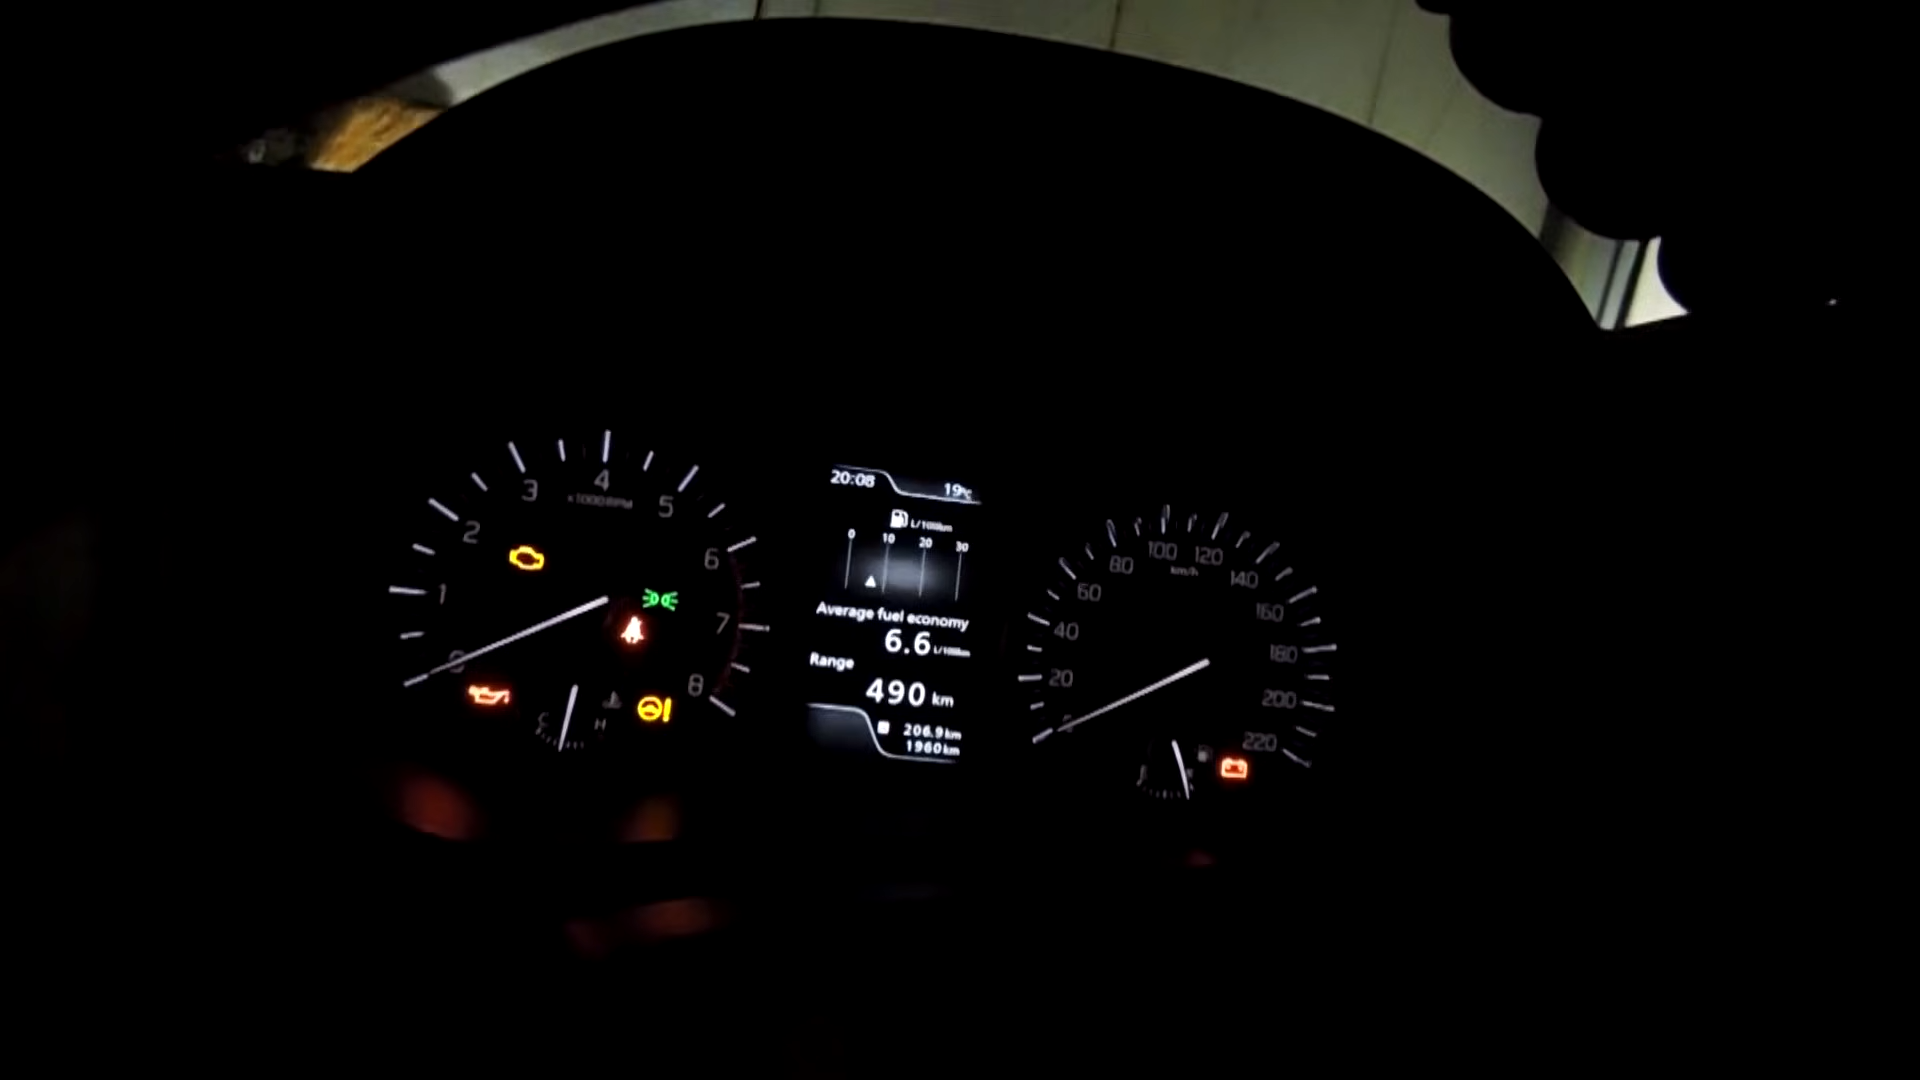 0
1
2
3
4
5
6
7
8
x1000RPM
C
H
20:08
19°C
L/100km
0 10 20 30
Average fuel economy
6.6 L/100km
Range
490 km
206.9km
1960km
0
20
40
60
80
100
120
140
160
180
200
220
km/h